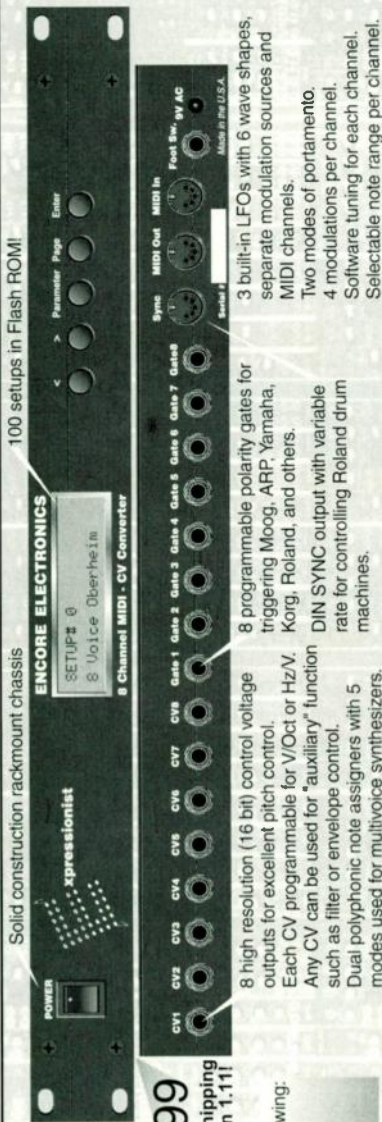 Solid construction rackmount chassis
100 setups in Flash ROM!
POWER
xpressionist
ENCORE ELECTRONICS
SETUP# 0
8 Voice Oberheim
8 Channel MIDI - CV Converter
< > Parameter Page Enter
CV1 CV2 CV3 CV4 CV5 CV6 CV7 CV8 Gate 1 Gate 2 Gate 3 Gate 4 Gate 5 Gate 6 Gate 7 Gate8 Sync MIDI Out MIDI In Foot Sw. 9V AC
Serial #
Made in the U.S.A.
99
hipping
n 1.11!
wing:
8 high resolution (16 bit) control voltage
outputs for excellent pitch control.
Each CV programmable for V/Oct or Hz/V.
Any CV can be used for "auxiliary" function
such as filter or envelope control.
Dual polyphonic note assigners with 5
modes used for multivoice synthesizers.
8 programmable polarity gates for
triggering Moog, ARP, Yamaha,
Korg, Roland, and others.
DIN SYNC output with variable
rate for controlling Roland drum
machines.
3 built-in LFOs with 6 wave shapes,
separate modulation sources and
MIDI channels.
Two modes of portamento.
4 modulations per channel.
Software tuning for each channel.
Selectable note range per channel.